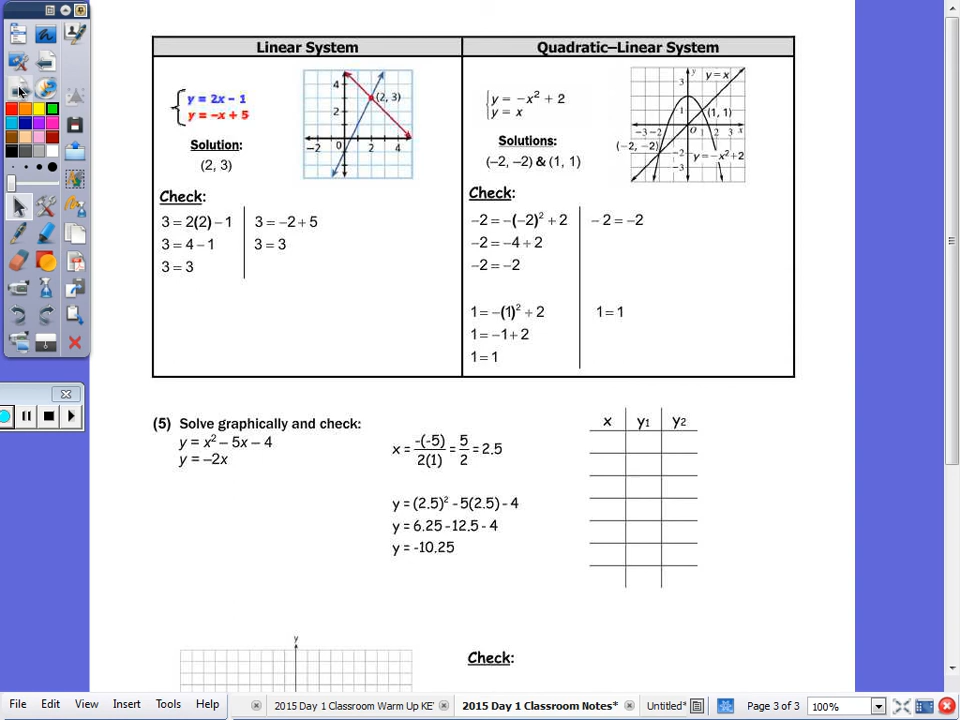 Linear System
Quadratic–Linear System
y = 2x – 1
y = –x + 5
Solution:
(2, 3)
4
2
(2, 3)
–2 0 2 4
y = –x² + 2
y = x
Solutions:
(–2, –2) & (1, 1)
y
y = x
3
1
(1, 1)
–3 –2 O 1 2 x
(–2, –2)
–2
y = –x² + 2
–3
Check:
3 = 2(2) – 1
3 = –2 + 5
3 = 4 – 1
3 = 3
3 = 3
Check:
–2 = –(–2)² + 2
– 2 = –2
–2 = –4 + 2
–2 = –2
1 = –(1)² + 2
1 = 1
1 = –1 + 2
1 = 1
(5) Solve graphically and check:
y = x² – 5x – 4
y = –2x
x = -(-5)/2(1) = 5/2 = 2.5
y = (2.5)² - 5(2.5) - 4
y = 6.25 - 12.5 - 4
y = -10.25
x y1 y2
y
Check:
File Edit View Insert Tools Help
2015 Day 1 Classroom Warm Up KE
2015 Day 1 Classroom Notes*
Untitled*
Page 3 of 3
100%